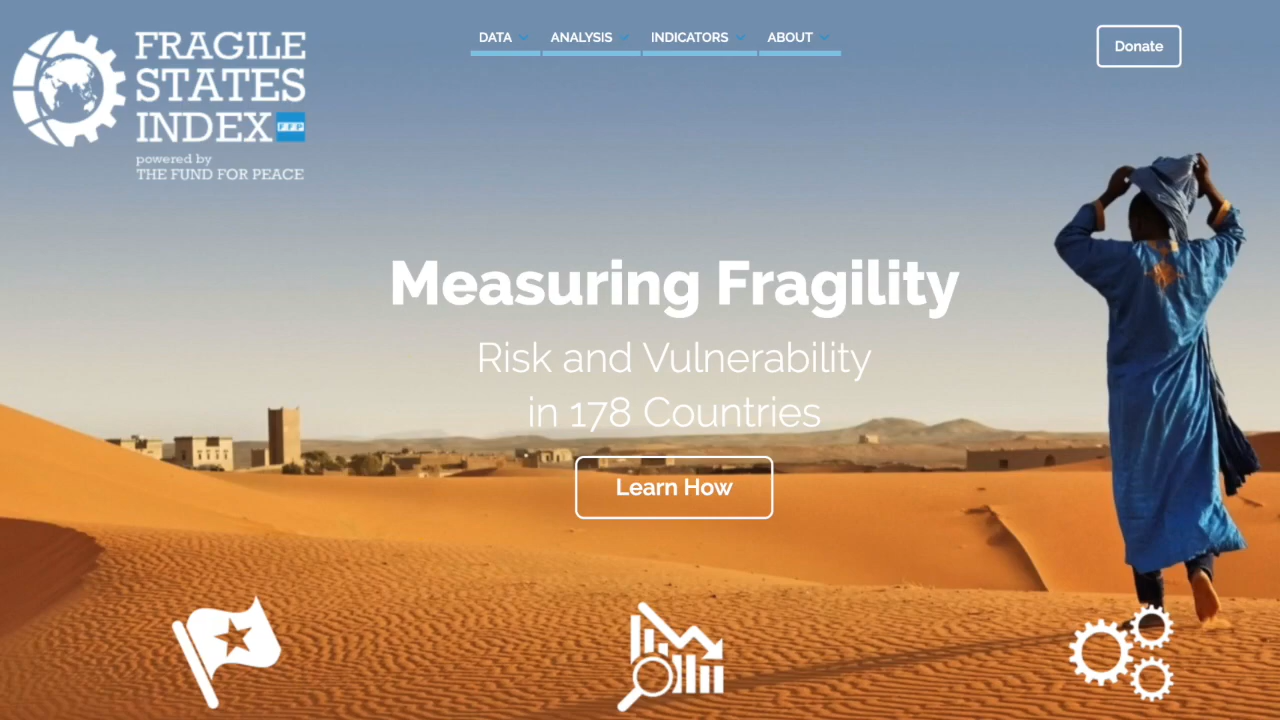 FRAGILE
STATES
INDEX FFP
powered by
THE FUND FOR PEACE
DATA
ANALYSIS
INDICATORS
ABOUT
Donate
Measuring Fragility
Risk and Vulnerability
in 178 Countries
Learn How